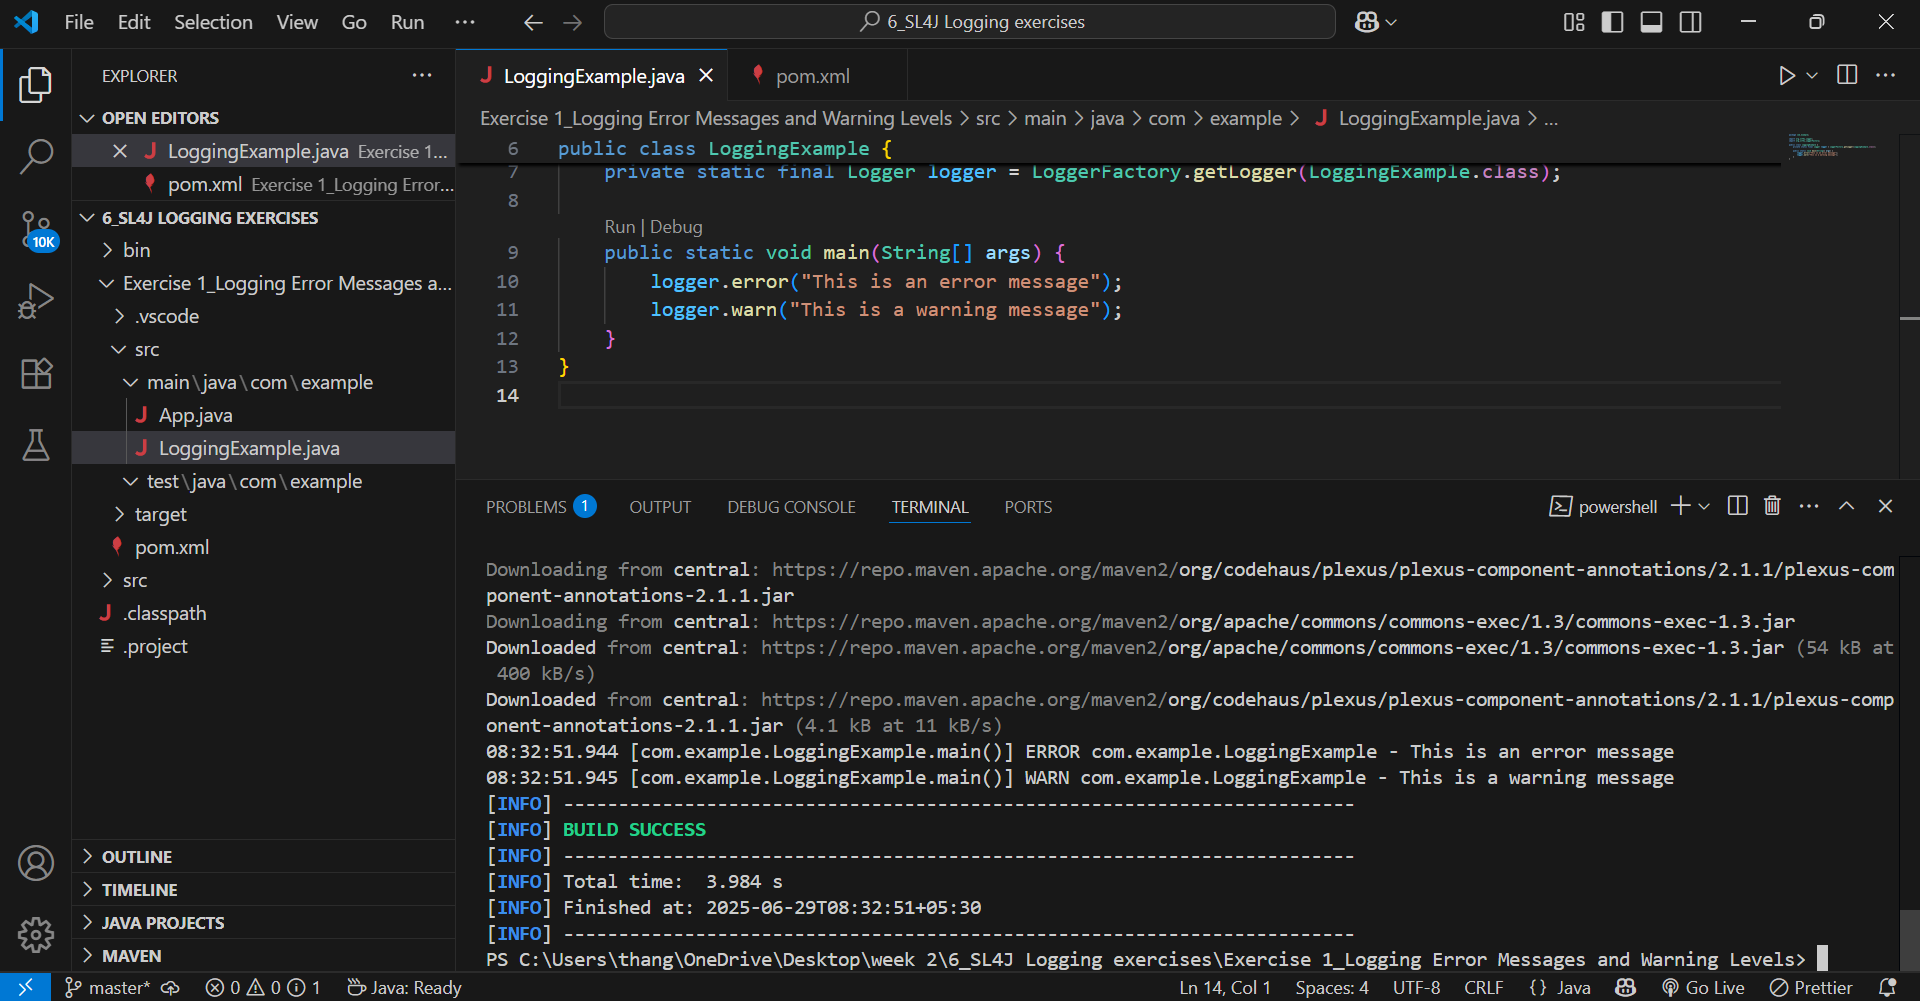 File Edit Selection View Go Run ··· 6_SL4J Logging exercises
EXPLORER ···
OPEN EDITORS
LoggingExample.java Exercise 1...
pom.xml Exercise 1_Logging Error...
6_SL4J LOGGING EXERCISES
bin
Exercise 1_Logging Error Messages a...
.vscode
src
main\java\com\example
App.java
LoggingExample.java
test\java\com\example
target
pom.xml
src
.classpath
.project
OUTLINE
TIMELINE
JAVA PROJECTS
MAVEN
10K
LoggingExample.java pom.xml
Exercise 1_Logging Error Messages and Warning Levels > src > main > java > com > example > LoggingExample.java > ...
6 public class LoggingExample {
7 private static final Logger logger = LoggerFactory.getLogger(LoggingExample.class);
8
Run | Debug
9 public static void main(String[] args) {
10 logger.error("This is an error message");
11 logger.warn("This is a warning message");
12 }
13 }
14
PROBLEMS 1 OUTPUT DEBUG CONSOLE TERMINAL PORTS powershell
Downloading from central: https://repo.maven.apache.org/maven2/org/codehaus/plexus/plexus-component-annotations/2.1.1/plexus-com
ponent-annotations-2.1.1.jar
Downloading from central: https://repo.maven.apache.org/maven2/org/apache/commons/commons-exec/1.3/commons-exec-1.3.jar
Downloaded from central: https://repo.maven.apache.org/maven2/org/apache/commons/commons-exec/1.3/commons-exec-1.3.jar (54 kB at
400 kB/s)
Downloaded from central: https://repo.maven.apache.org/maven2/org/codehaus/plexus/plexus-component-annotations/2.1.1/plexus-comp
onent-annotations-2.1.1.jar (4.1 kB at 11 kB/s)
08:32:51.944 [com.example.LoggingExample.main()] ERROR com.example.LoggingExample - This is an error message
08:32:51.945 [com.example.LoggingExample.main()] WARN com.example.LoggingExample - This is a warning message
[INFO] ------------------------------------------------------------------------
[INFO] BUILD SUCCESS
[INFO] ------------------------------------------------------------------------
[INFO] Total time:  3.984 s
[INFO] Finished at: 2025-06-29T08:32:51+05:30
[INFO] ------------------------------------------------------------------------
PS C:\Users\thang\OneDrive\Desktop\week 2\6_SL4J Logging exercises\Exercise 1_Logging Error Messages and Warning Levels>
master* 0 0 1 Java: Ready Ln 14, Col 1 Spaces: 4 UTF-8 CRLF {} Java Go Live Prettier